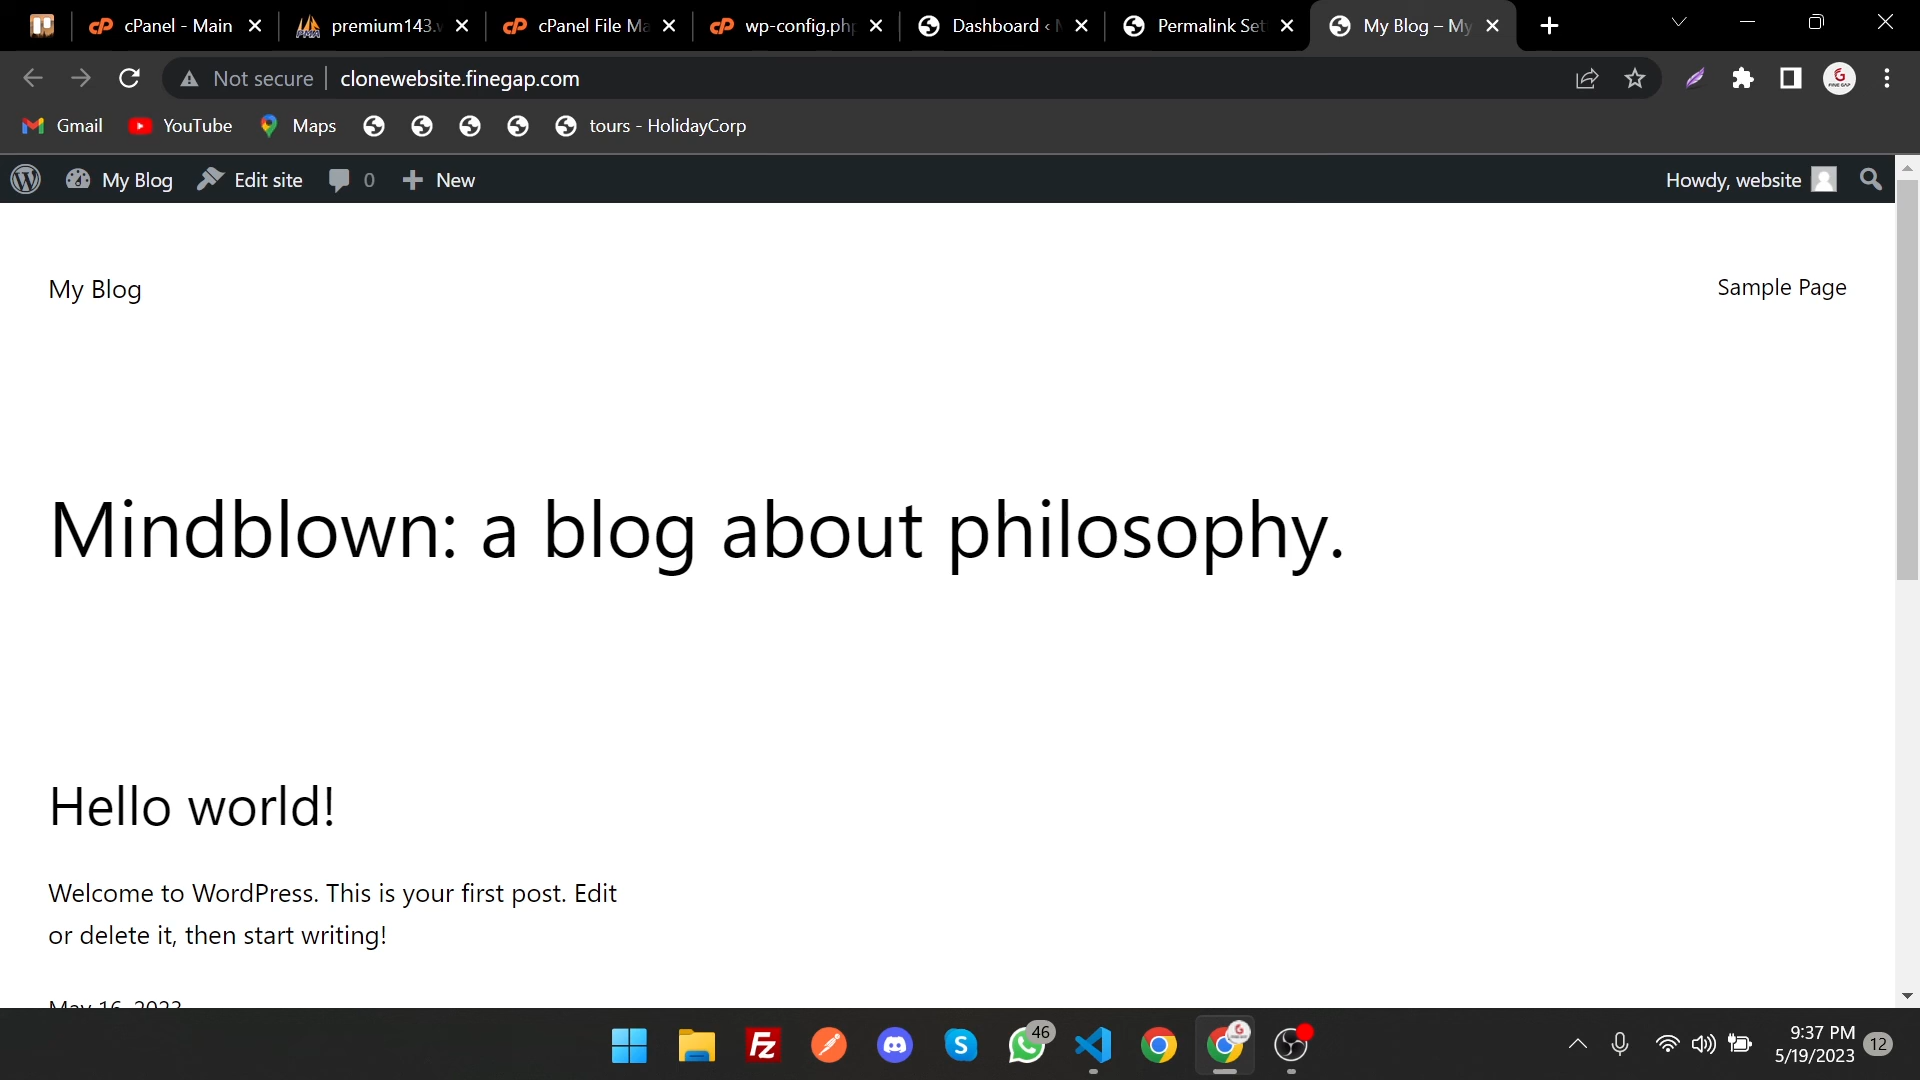 cPanel - Main
premium143.w
cPanel File Ma
wp-config.php
Dashboard ‹ M
Permalink Set
My Blog – My
Not secure
clonewebsite.finegap.com
Gmail
YouTube
Maps
tours - HolidayCorp
My Blog
Edit site
0
New
Howdy, website
My Blog
Sample Page
Mindblown: a blog about philosophy.
Hello world!
Welcome to WordPress. This is your first post. Edit
or delete it, then start writing!
May 16, 2023
46
9:37 PM
5/19/2023
12